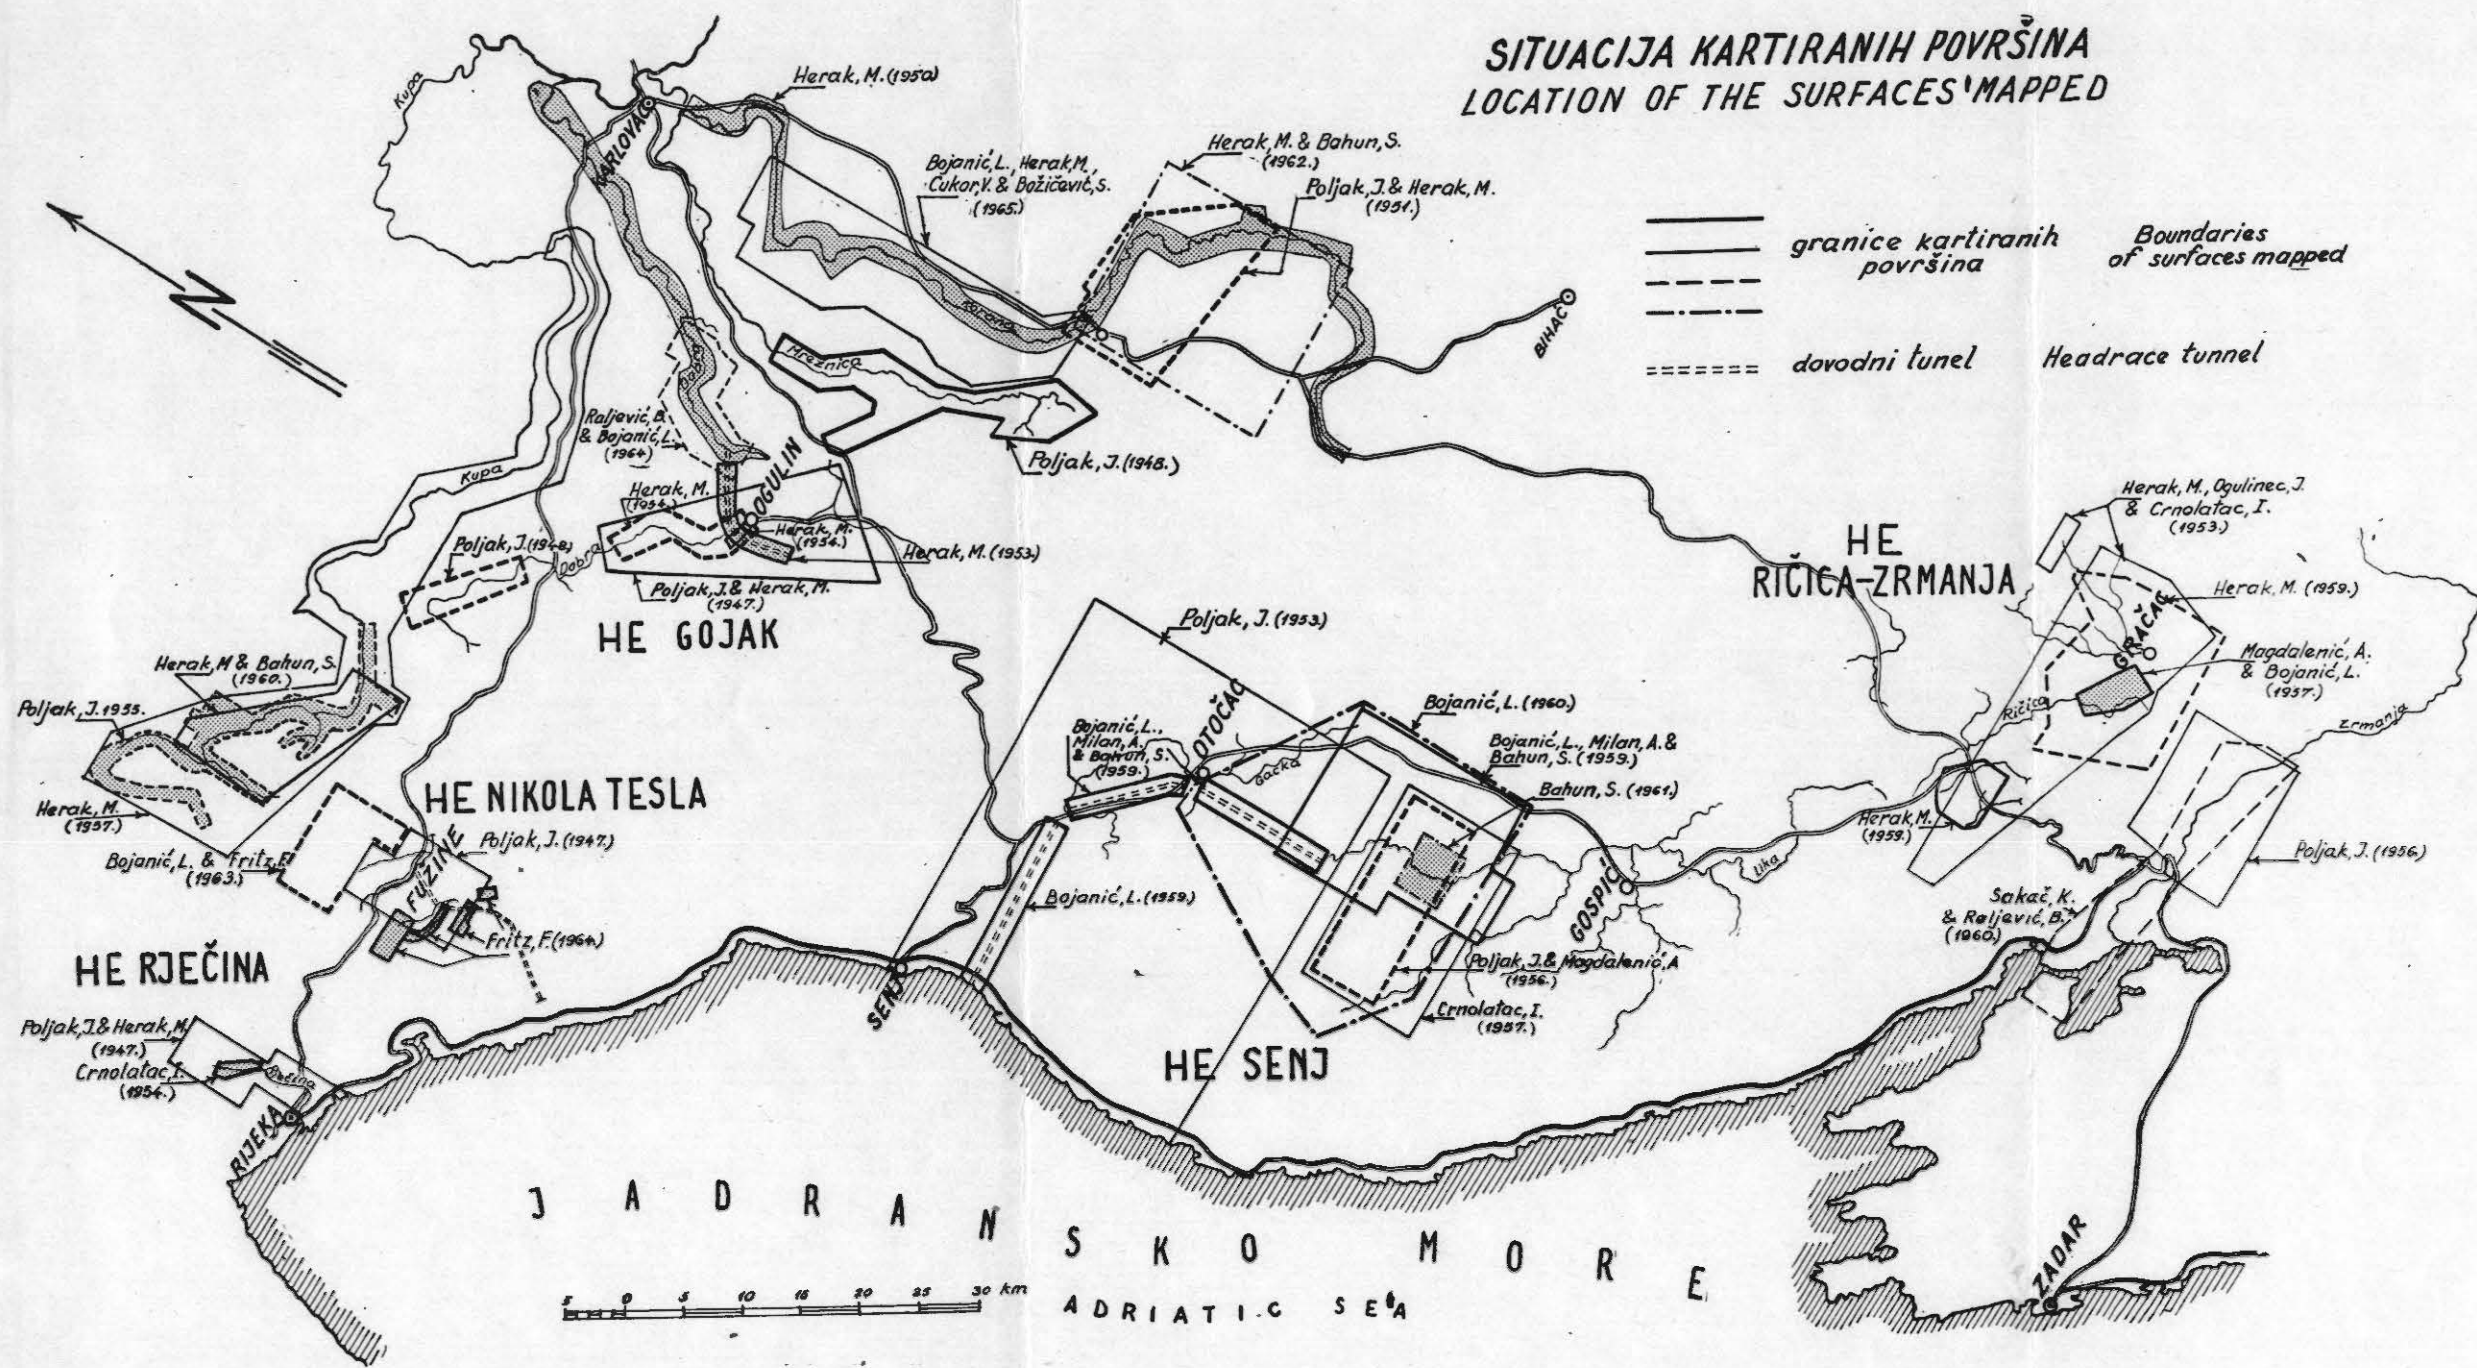 SITUACIJA KARTIRANIH POVRŠINA
LOCATION OF THE SURFACES' MAPPED
granice kartiranih
površina
Boundaries
of surfaces mapped
dovodni tunel
Headrace tunnel
Kupa
Herak, M. (1950)
KARLOVAC
Bojanić, L., Herak, M.,
Cukor, V. & Božičević, S.
(1965.)
Herak, M. & Bahun, S.
(1962.)
Poljak, J. & Herak, M.
(1951.)
Korana
Mrežnica
BIHAĆ
Dobra
Raljević, B.
& Bojanić, L.
(1964)
OGULIN
Poljak, J. (1948.)
Kupa
Herak, M.
(1954.)
Herak, M.
(1954.)
Herak, M. (1953.)
Poljak, J. (1948)
Dobra
Poljak, J. & Herak, M.
(1947.)
HE GOJAK
Herak, M., Ogulinec, J.
& Crnolatac, I.
(1953.)
HE
RIČICA-ZRMANJA
Herak, M. (1959.)
GRAČAC
Magdalenić, A.
& Bojanić, L.
(1957.)
Ričica
Zrmanja
Poljak, J. (1953.)
Herak, M & Bahun, S.
(1960.)
Poljak, J. 1955.
Herak, M.
(1957.)
HE NIKOLA TESLA
Poljak, J. (1947.)
FUŽINE
Bojanić, L. & Fritz, F.
(1963.)
Fritz, F. (1964.)
OTOČAC
Bojanić, L.,
Milan, A.
& Bahun, S.
(1959.)
Gacka
Bojanić, L. (1960.)
Bojanić, L., Milan, A. &
Bahun, S. (1959.)
Bahun, S. (1961.)
Herak, M.
(1959.)
Lika
Poljak, J. (1956.)
Bojanić, L. (1959.)
GOSPIĆ
Sakač, K.
& Raljević, B.
(1960.)
HE RJEČINA
SENJ
Poljak, J. & Magdalenić, A
(1956.)
Crnolatac, I.
(1957.)
Poljak, J. & Herak, M.
(1947.)
Crnolatac, I.
(1954.)
Rečina
RIJEKA
HE SENJ
JADRANSKO MORE
ADRIATIC SEA
ZADAR
5 0 5 10 15 20 25 30 km